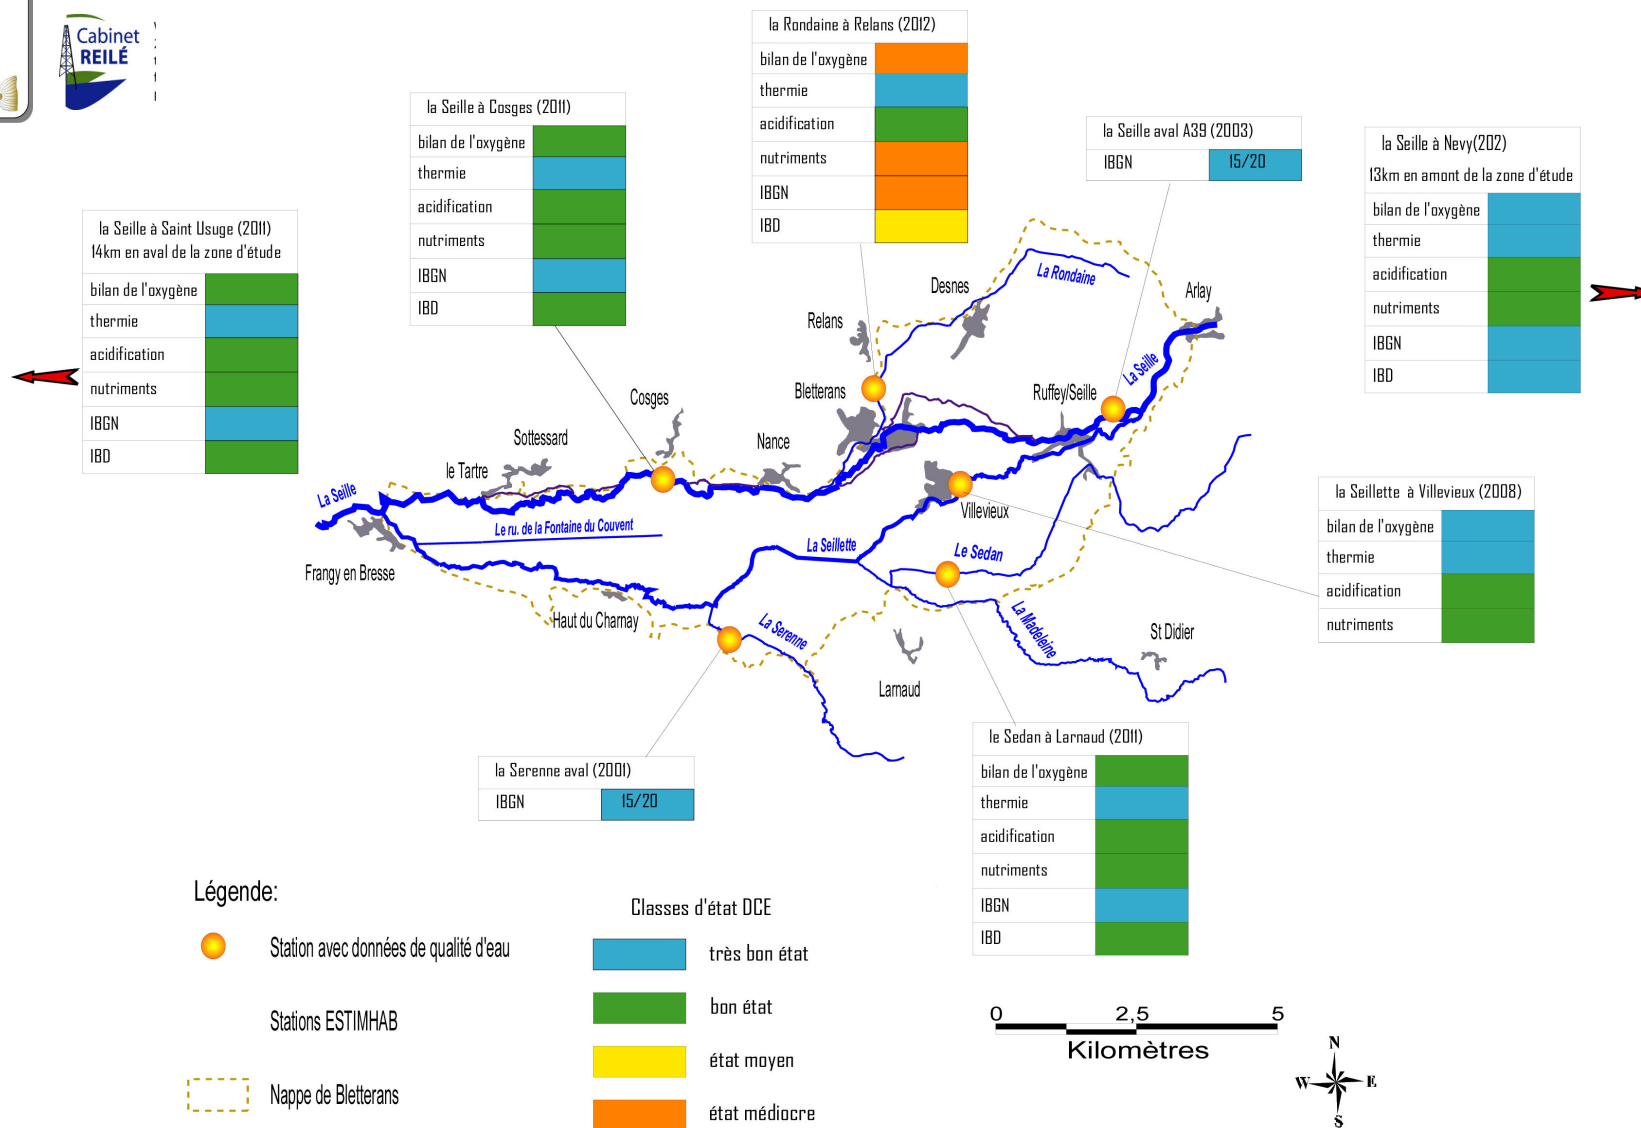 Cabinet
REILÉ
la Rondaine à Relans (2012)
bilan de l'oxygène
thermie
acidification
nutriments
IBGN
IBD
la Seille à Cosges (2011)
bilan de l'oxygène
thermie
acidification
nutriments
IBGN
IBD
la Seille aval A39 (2003)
IBGN 15/20
la Seille à Nevy(202)
13km en amont de la zone d'étude
bilan de l'oxygène
thermie
acidification
nutriments
IBGN
IBD
la Seille à Saint Usuge (2011)
14km en aval de la zone d'étude
bilan de l'oxygène
thermie
acidification
nutriments
IBGN
IBD
La Rondaine
Desnes
Arlay
Relans
La Seille
Bletterans
Ruffey/Seille
Cosges
Sottessard
Nance
le Tartre
La Seille
Villevieux
Le ru. de la Fontaine du Couvent
La Seillette
Le Sedan
Frangy en Bresse
Haut du Charnay
La Serenne
La Madeleine
St Didier
Larnaud
la Seillette à Villevieux (2008)
bilan de l'oxygène
thermie
acidification
nutriments
la Serenne aval (2001)
IBGN 15/20
le Sedan à Larnaud (2011)
bilan de l'oxygène
thermie
acidification
nutriments
IBGN
IBD
Légende:
Station avec données de qualité d'eau
Stations ESTIMHAB
Nappe de Bletterans
Classes d'état DCE
très bon état
bon état
état moyen
état médiocre
0 2,5 5
Kilomètres
N
W E
S